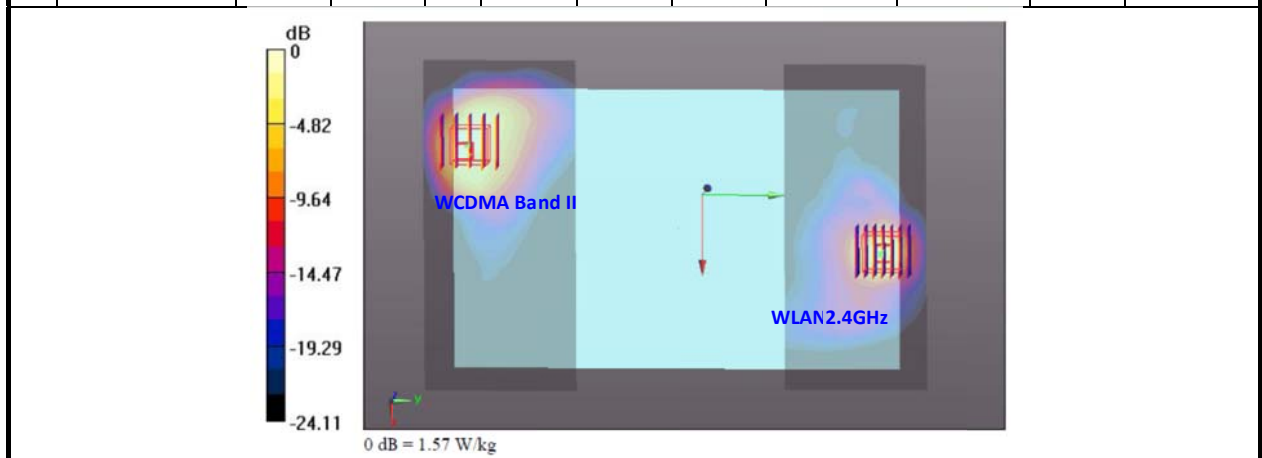 dB
0
-4.82
-9.64
-14.47
-19.29
-24.11
WCDMA Band II
WLAN2.4GHz
y
0 dB = 1.57 W/kg